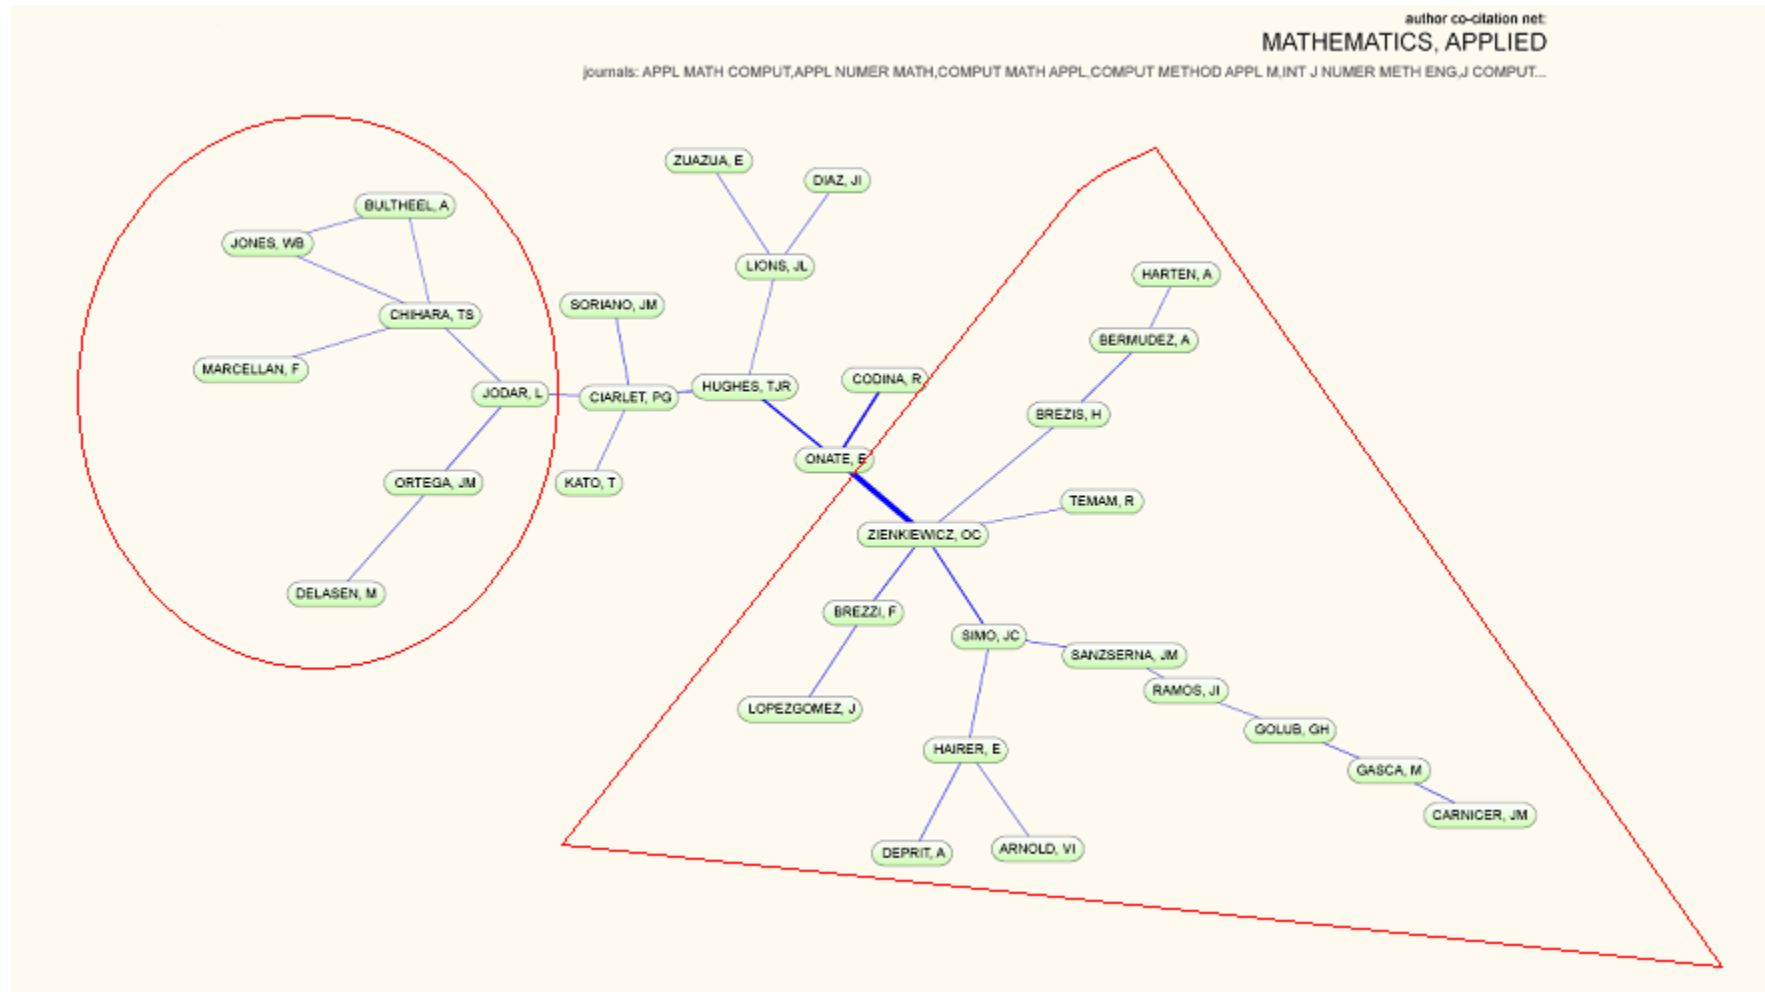 author co-citation net:
MATHEMATICS, APPLIED
journals: APPL MATH COMPUT,APPL NUMER MATH,COMPUT MATH APPL,COMPUT METHOD APPL M,INT J NUMER METH ENG,J COMPUT...
ZUAZUA, E
DIAZ, JI
BULTHEEL, A
JONES, WB
LIONS, JL
HARTEN, A
SORIANO, JM
CHIHARA, TS
BERMUDEZ, A
MARCELLAN, F
CODINA, R
HUGHES, TJR
JODAR, L
CIARLET, PG
BREZIS, H
ONATE, E
ORTEGA, JM
KATO, T
TEMAM, R
ZIENKIEWICZ, OC
DELASEN, M
BREZZI, F
SIMO, JC
SANZSERNA, JM
RAMOS, JI
LOPEZGOMEZ, J
GOLUB, GH
HAIRER, E
GASCA, M
CARNICER, JM
DEPRIT, A
ARNOLD, VI